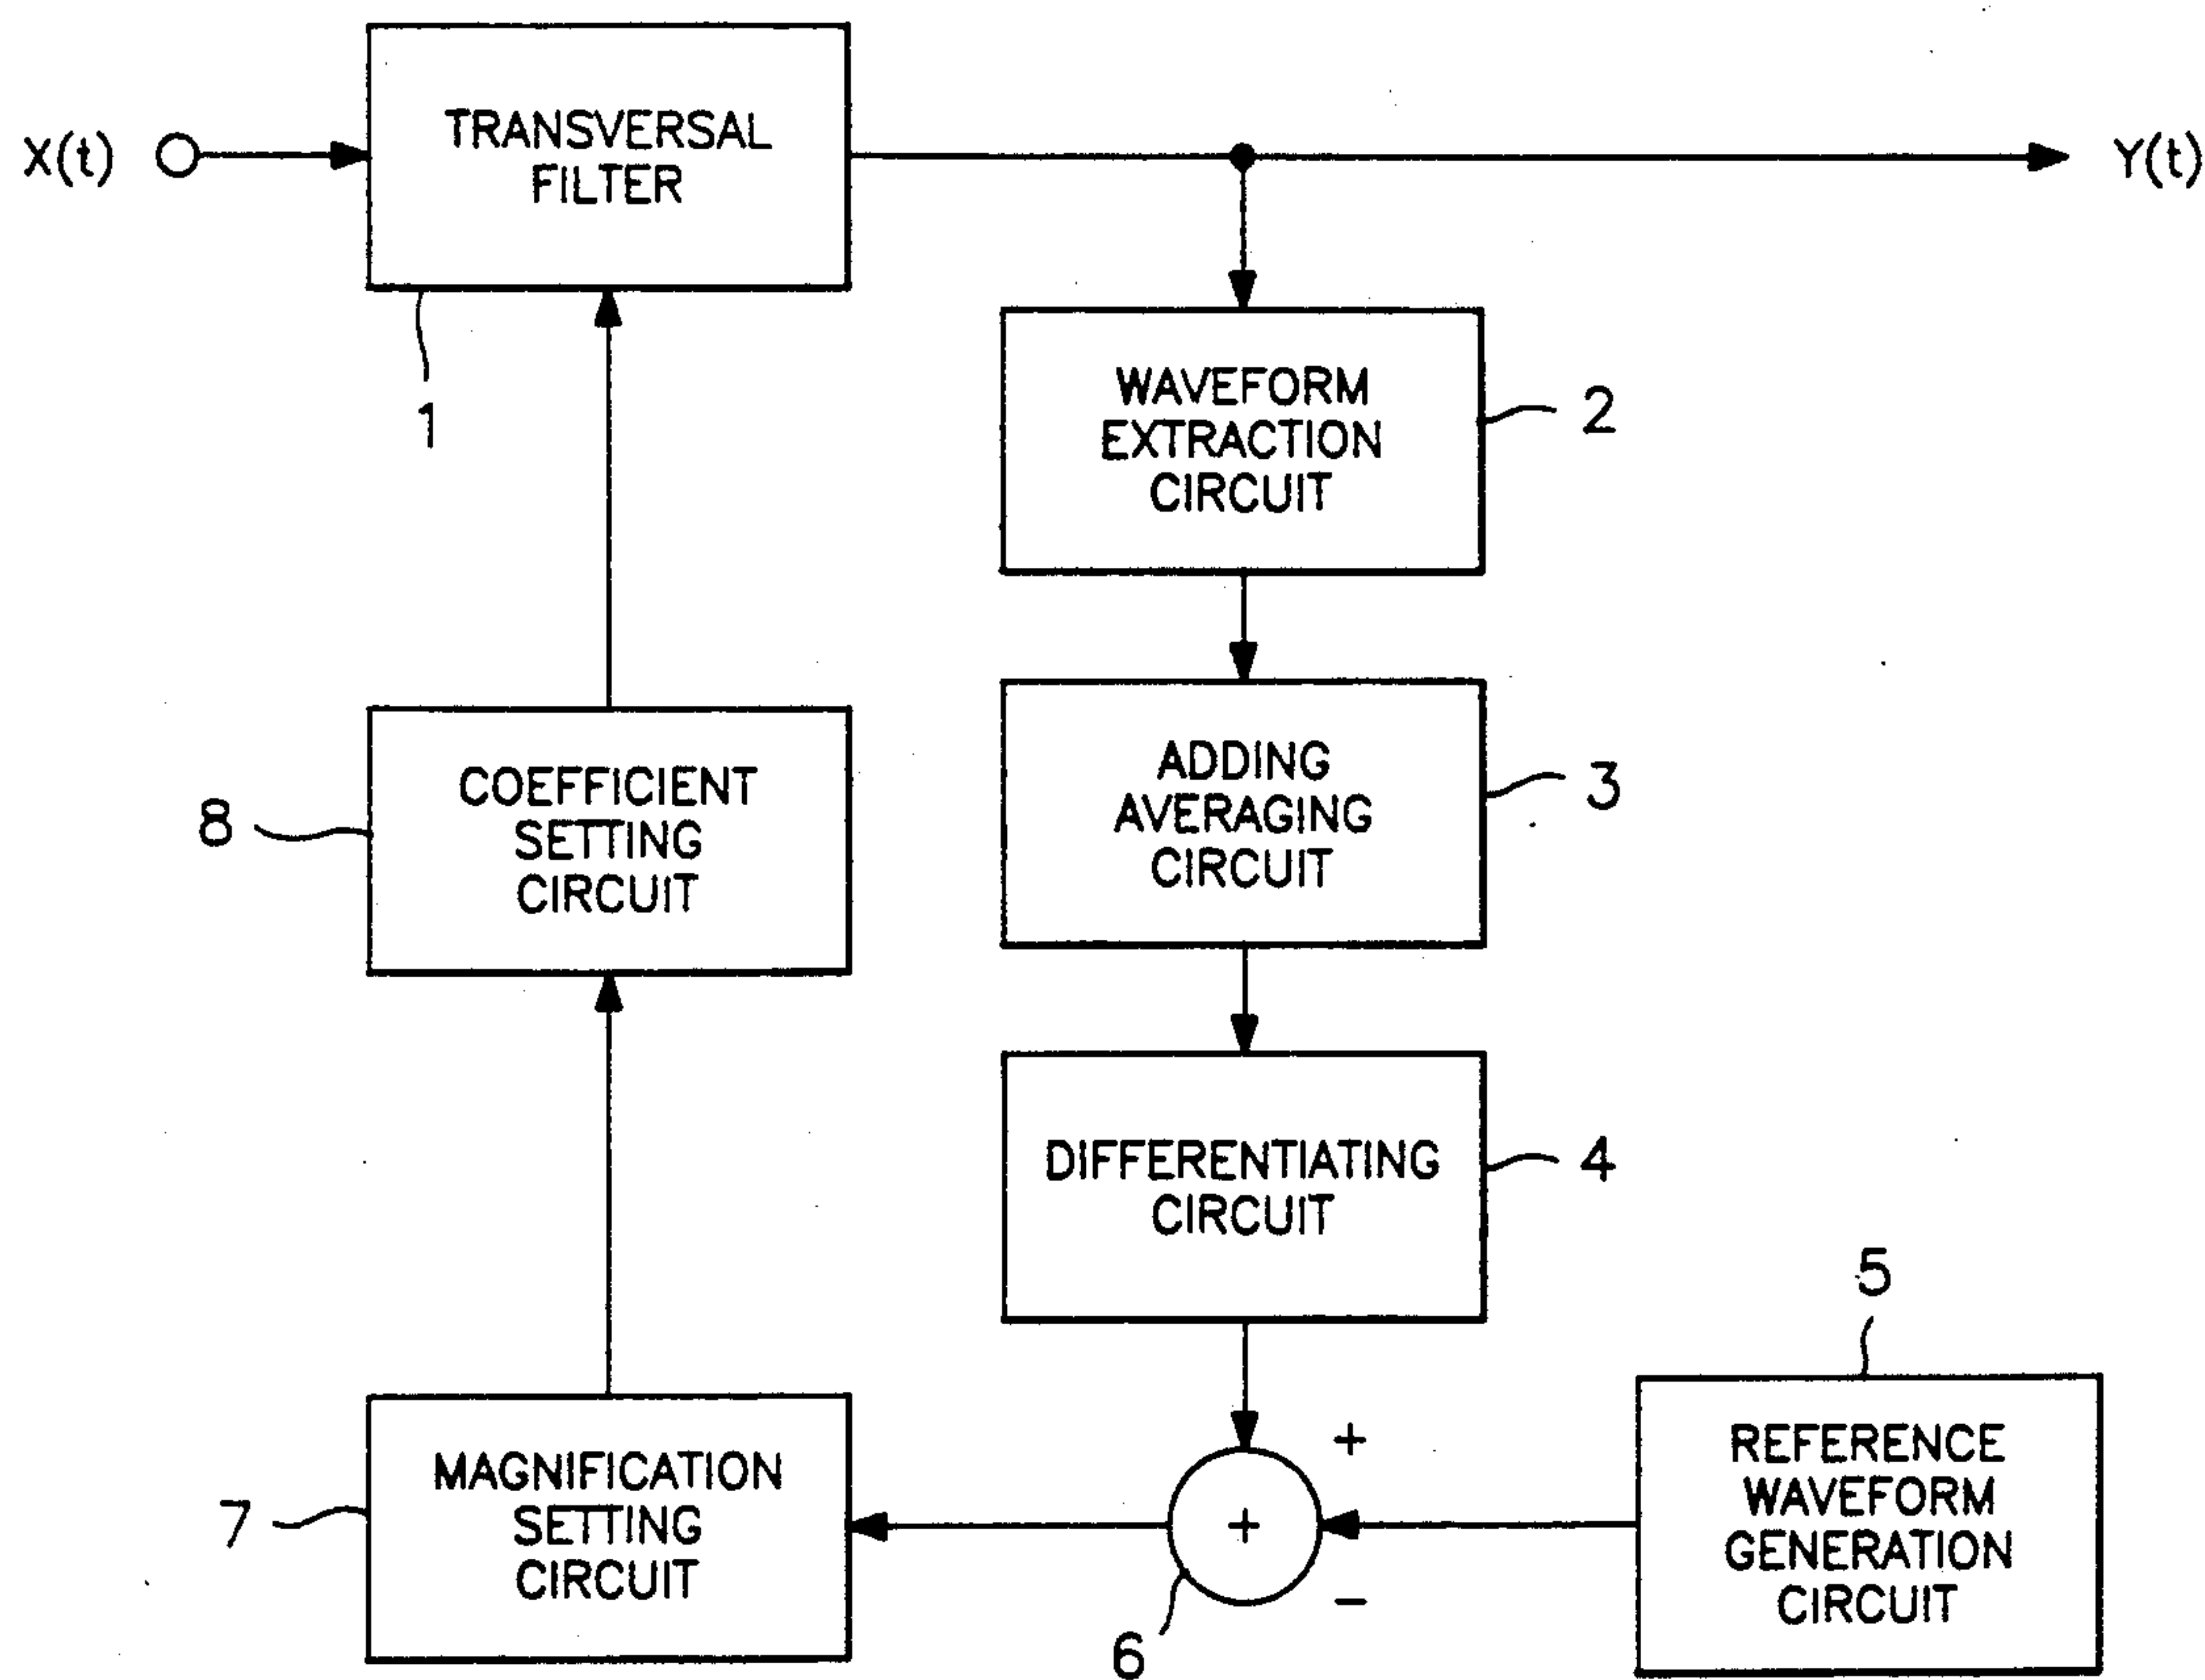 X(t)
TRANSVERSAL
FILTER
Y(t)
1
WAVEFORM
EXTRACTION
CIRCUIT
2
COEFFICIENT
SETTING
CIRCUIT
8
ADDING
AVERAGING
CIRCUIT
3
DIFFERENTIATING
CIRCUIT
4
5
REFERENCE
WAVEFORM
GENERATION
CIRCUIT
+
+
−
6
MAGNIFICATION
SETTING
CIRCUIT
7